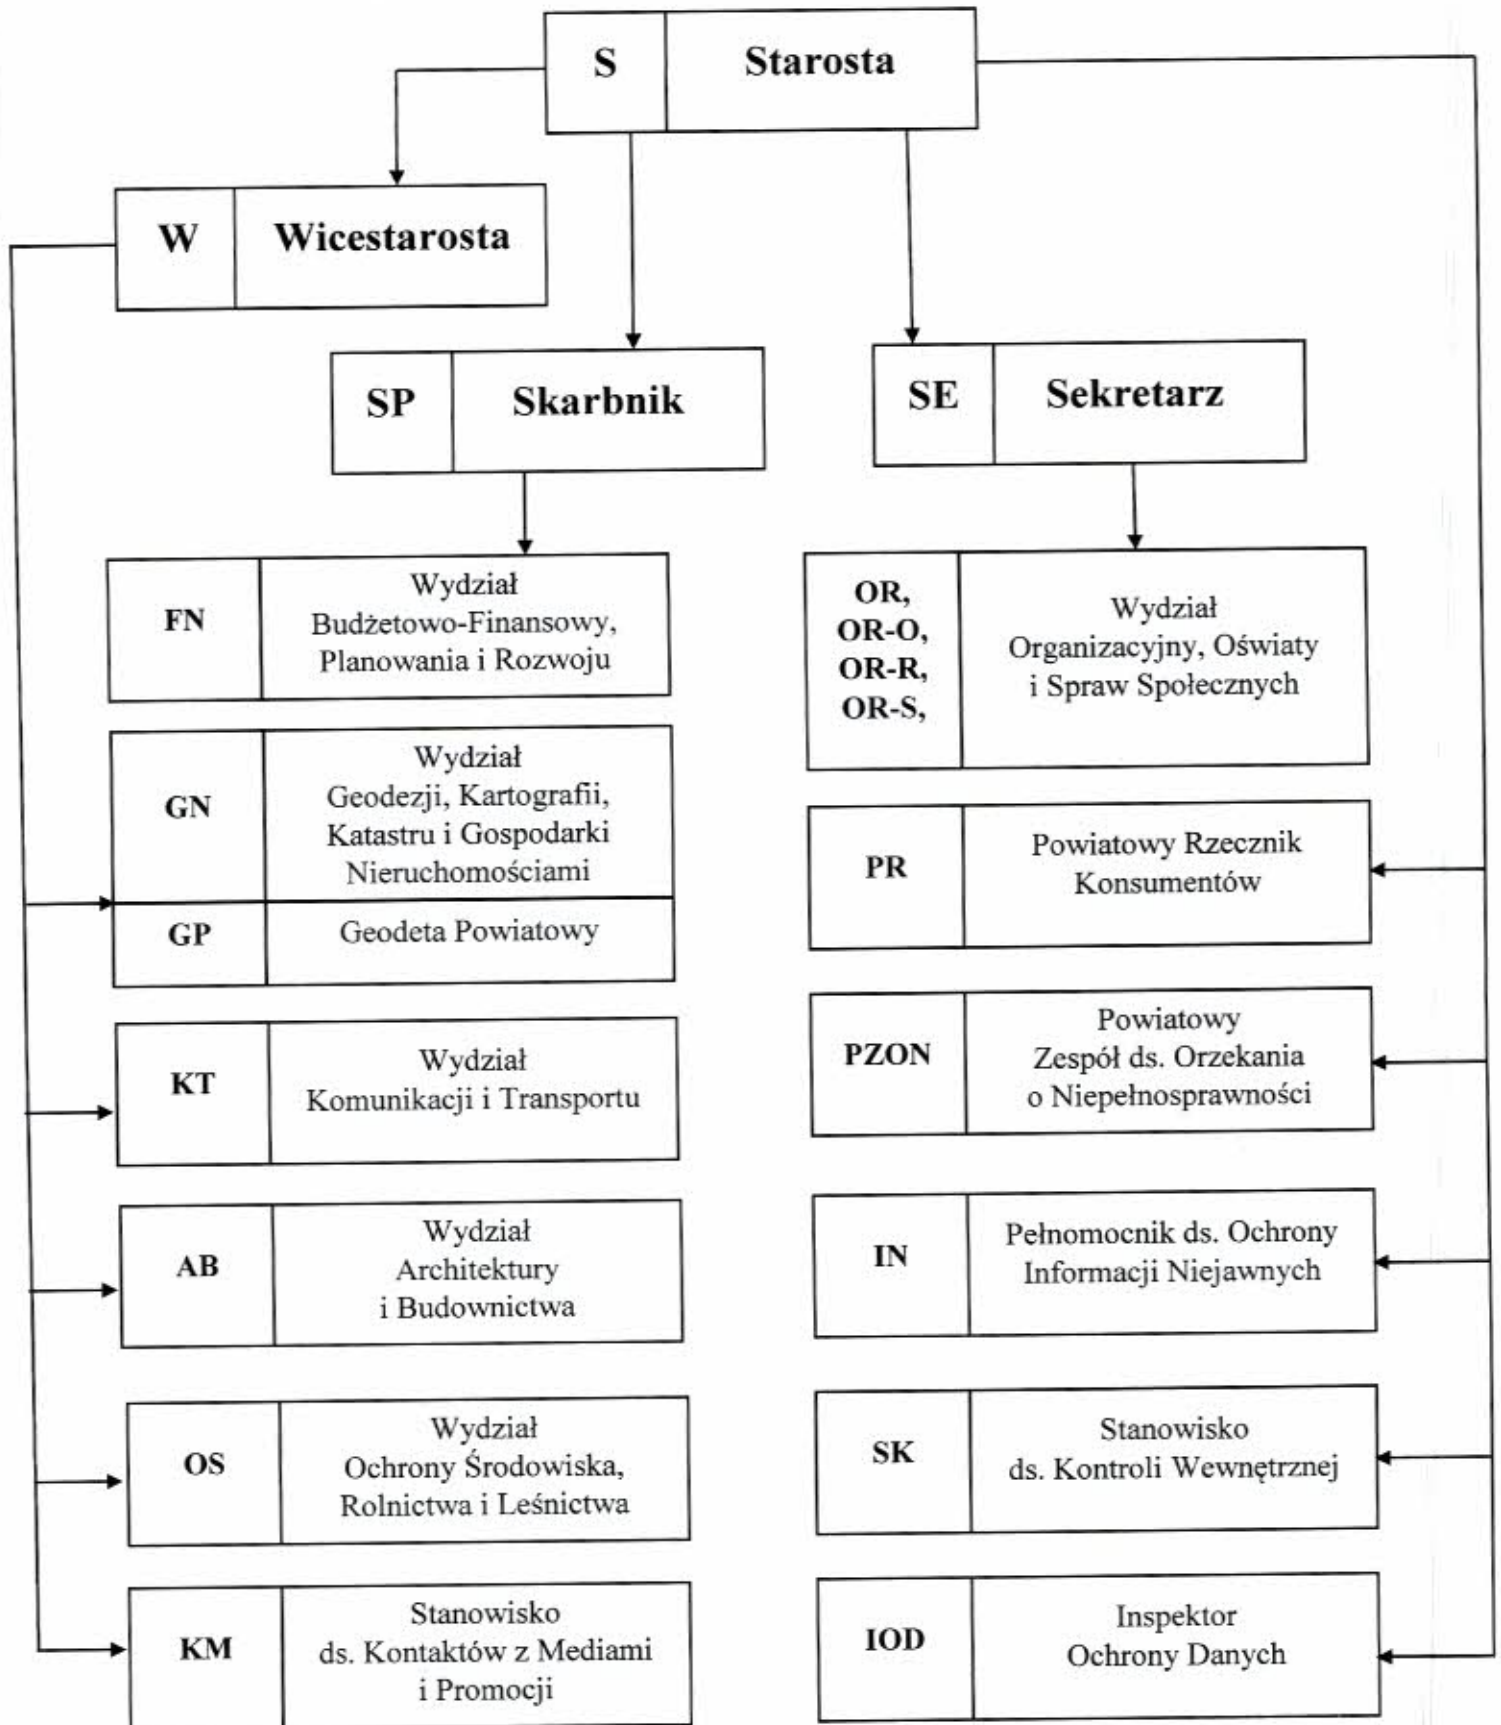 S
Starosta
W
Wicestarosta
SP
Skarbnik
SE
Sekretarz
FN
Wydział
Budżetowo-Finansowy,
Planowania i Rozwoju
GN
Wydział
Geodezji, Kartografii,
Katastru i Gospodarki
Nieruchomościami
GP
Geodeta Powiatowy
KT
Wydział
Komunikacji i Transportu
AB
Wydział
Architektury
i Budownictwa
OS
Wydział
Ochrony Środowiska,
Rolnictwa i Leśnictwa
KM
Stanowisko
ds. Kontaktów z Mediami
i Promocji
OR,
OR-O,
OR-R,
OR-S,
Wydział
Organizacyjny, Oświaty
i Spraw Społecznych
PR
Powiatowy Rzecznik
Konsumentów
PZON
Powiatowy
Zespół ds. Orzekania
o Niepełnosprawności
IN
Pełnomocnik ds. Ochrony
Informacji Niejawnych
SK
Stanowisko
ds. Kontroli Wewnętrznej
IOD
Inspektor
Ochrony Danych